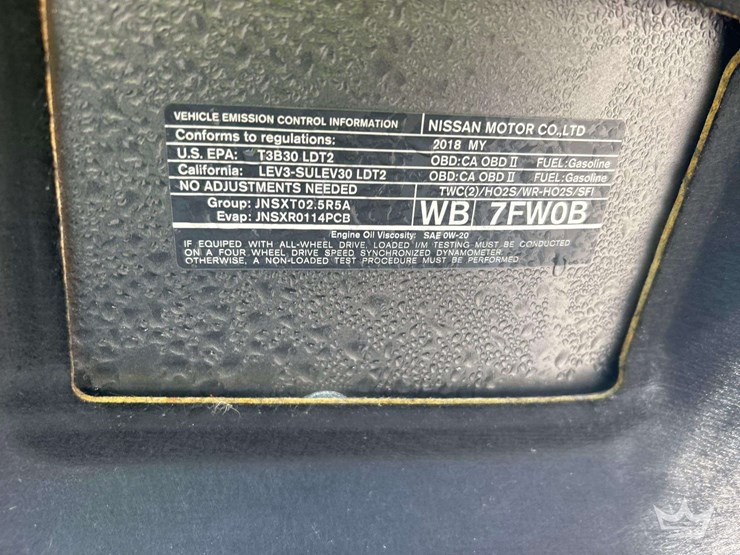 VEHICLE EMISSION CONTROL INFORMATION NISSAN MOTOR CO.,LTD
Conforms to regulations: 2018 MY
U.S. EPA: T3B30 LDT2 OBD:CA OBD II FUEL:Gasoline
California: LEV3-SULEV30 LDT2 OBD:CA OBD II FUEL:Gasoline
NO ADJUSTMENTS NEEDED TWC(2)/HO2S/WR-HO2S/SFI
Group: JNSXT02.5R5A
Evap: JNSXR0114PCB
WB 7FW0B
Engine Oil Viscosity: SAE 0W-20
IF EQUIPED WITH ALL-WHEEL DRIVE, LOADED I/M TESTING MUST BE CONDUCTED
ON A FOUR WHEEL DRIVE SPEED SYNCHRONIZED DYNAMOMETER.
OTHERWISE, A NON-LOADED TEST PROCEDURE MUST BE PERFORMED